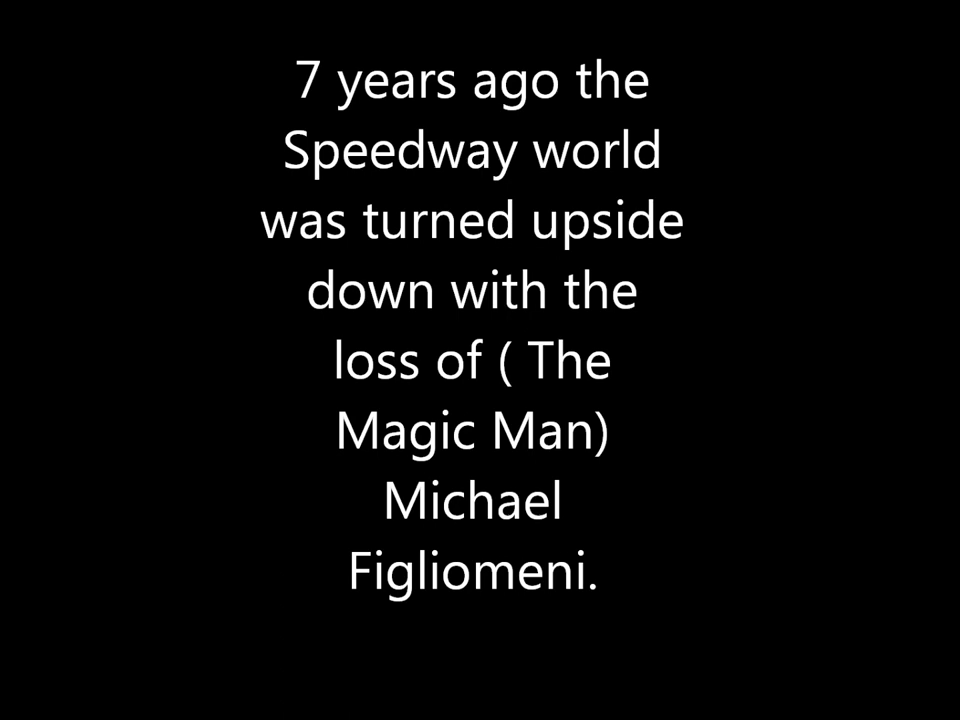 7 years ago the
Speedway world
was turned upside
down with the
loss of ( The
Magic Man)
Michael
Figliomeni.